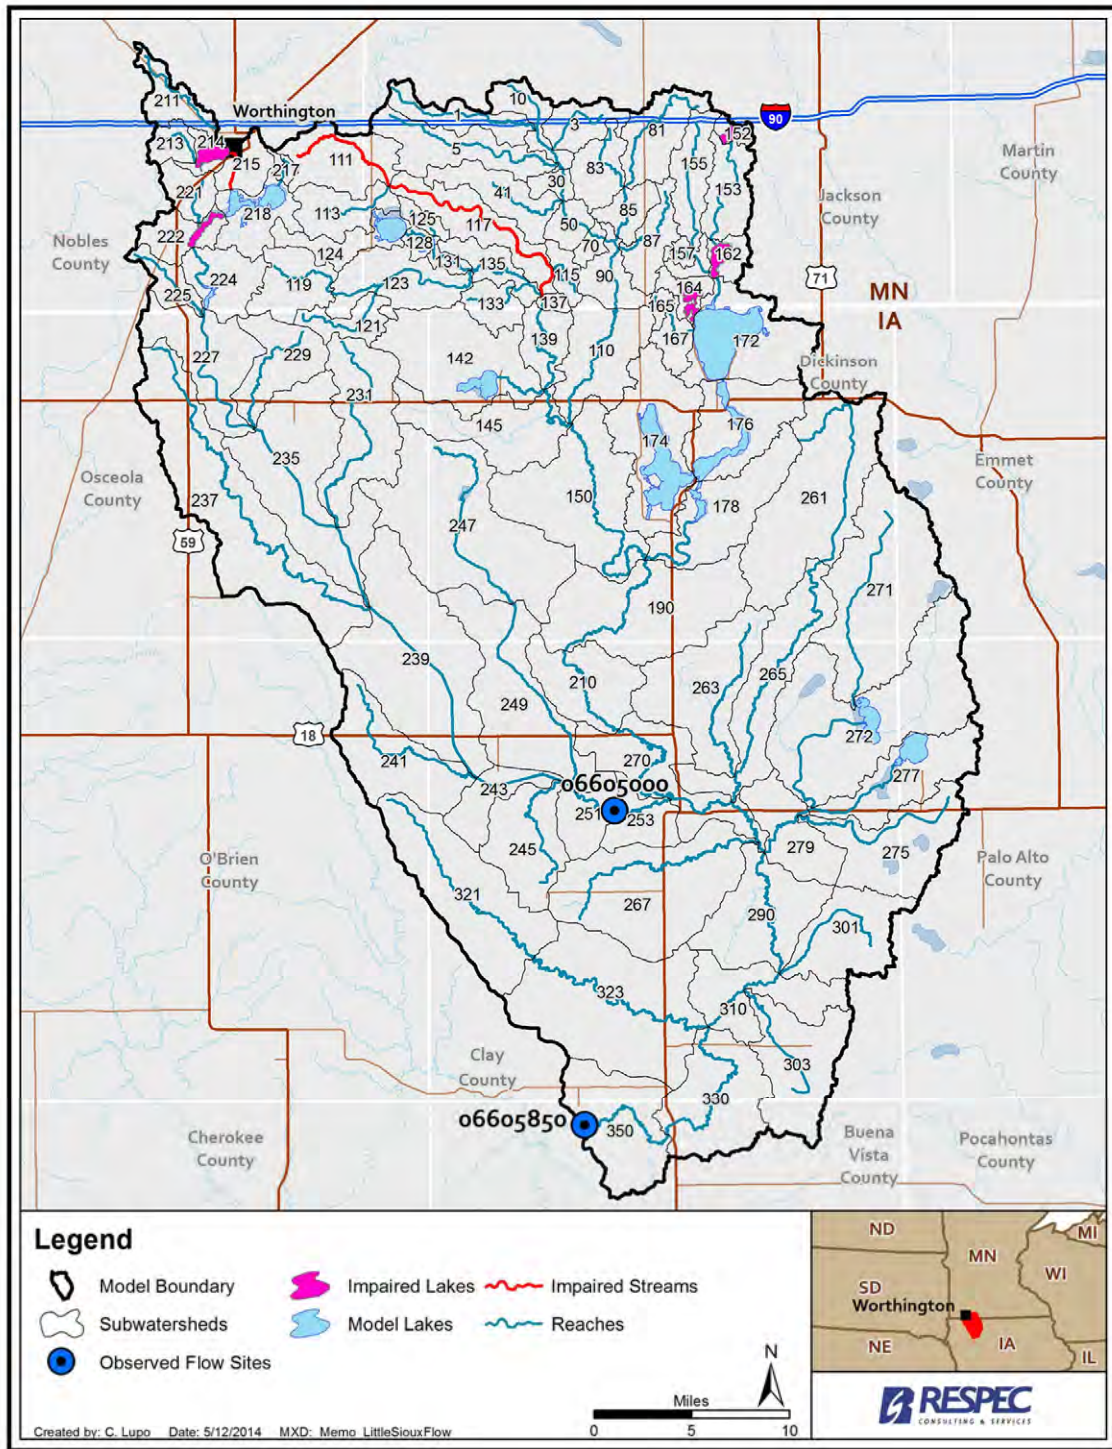 Worthington
90
Martin
County
Jackson
County
71
Nobles
County
MN
IA
Dickinson
County
Osceola
County
59
Emmet
County
18
O'Brien
County
Palo Alto
County
Clay
County
Cherokee
County
Buena
Vista
County
Pocahontas
County
06605000
06605850
211
10
1
3
81
152
213
214
5
215
111
217
83
155
30
153
221
41
85
218
113
125
117
50
222
128
70
87
157
162
124
131
135
115
90
224
119
123
164
225
133
137
165
121
139
110
167
172
227
229
142
231
145
176
174
235
150
261
237
247
178
271
190
239
210
263
265
249
272
270
241
277
243
251
253
245
279
275
321
267
290
301
323
310
303
330
350
Legend
Model Boundary
Impaired Lakes
Impaired Streams
Subwatersheds
Model Lakes
Reaches
Observed Flow Sites
N
Miles
0
5
10
Created by: C. Lupo Date: 5/12/2014 MXD: Memo_LittleSiouxFlow
ND
MN
MI
SD
WI
Worthington
NE
IA
IL
RESPEC
CONSULTING & SERVICES